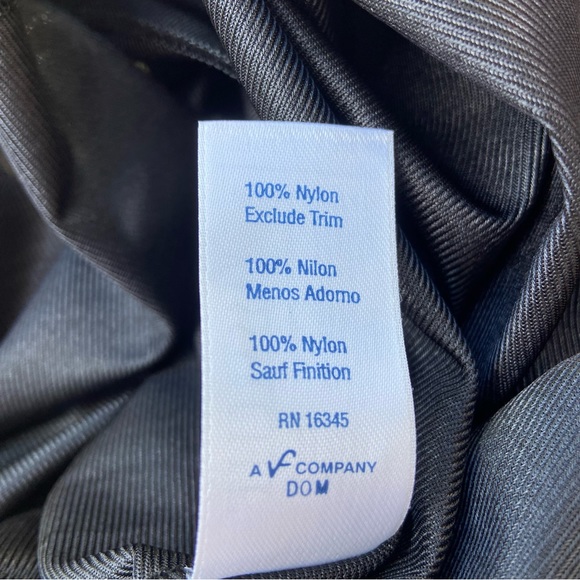 100% Nylon
Exclude Trim
100% Nilon
Menos Adorno
100% Nylon
Sauf Finition
RN 16345
A VF COMPANY
DOM